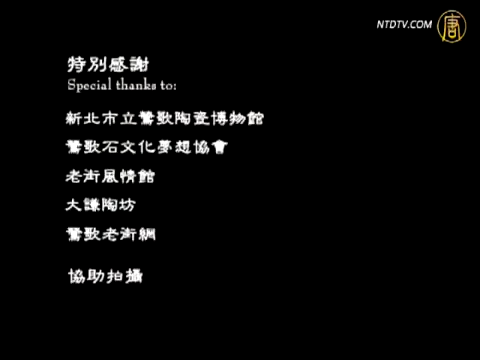 NTDTV.COM
唐
特別感謝
Special thanks to:
新北市立鶯歌陶瓷博物館
鶯歌石文化夢想協會
老街風情館
大謙陶坊
鶯歌老街網
協助拍攝